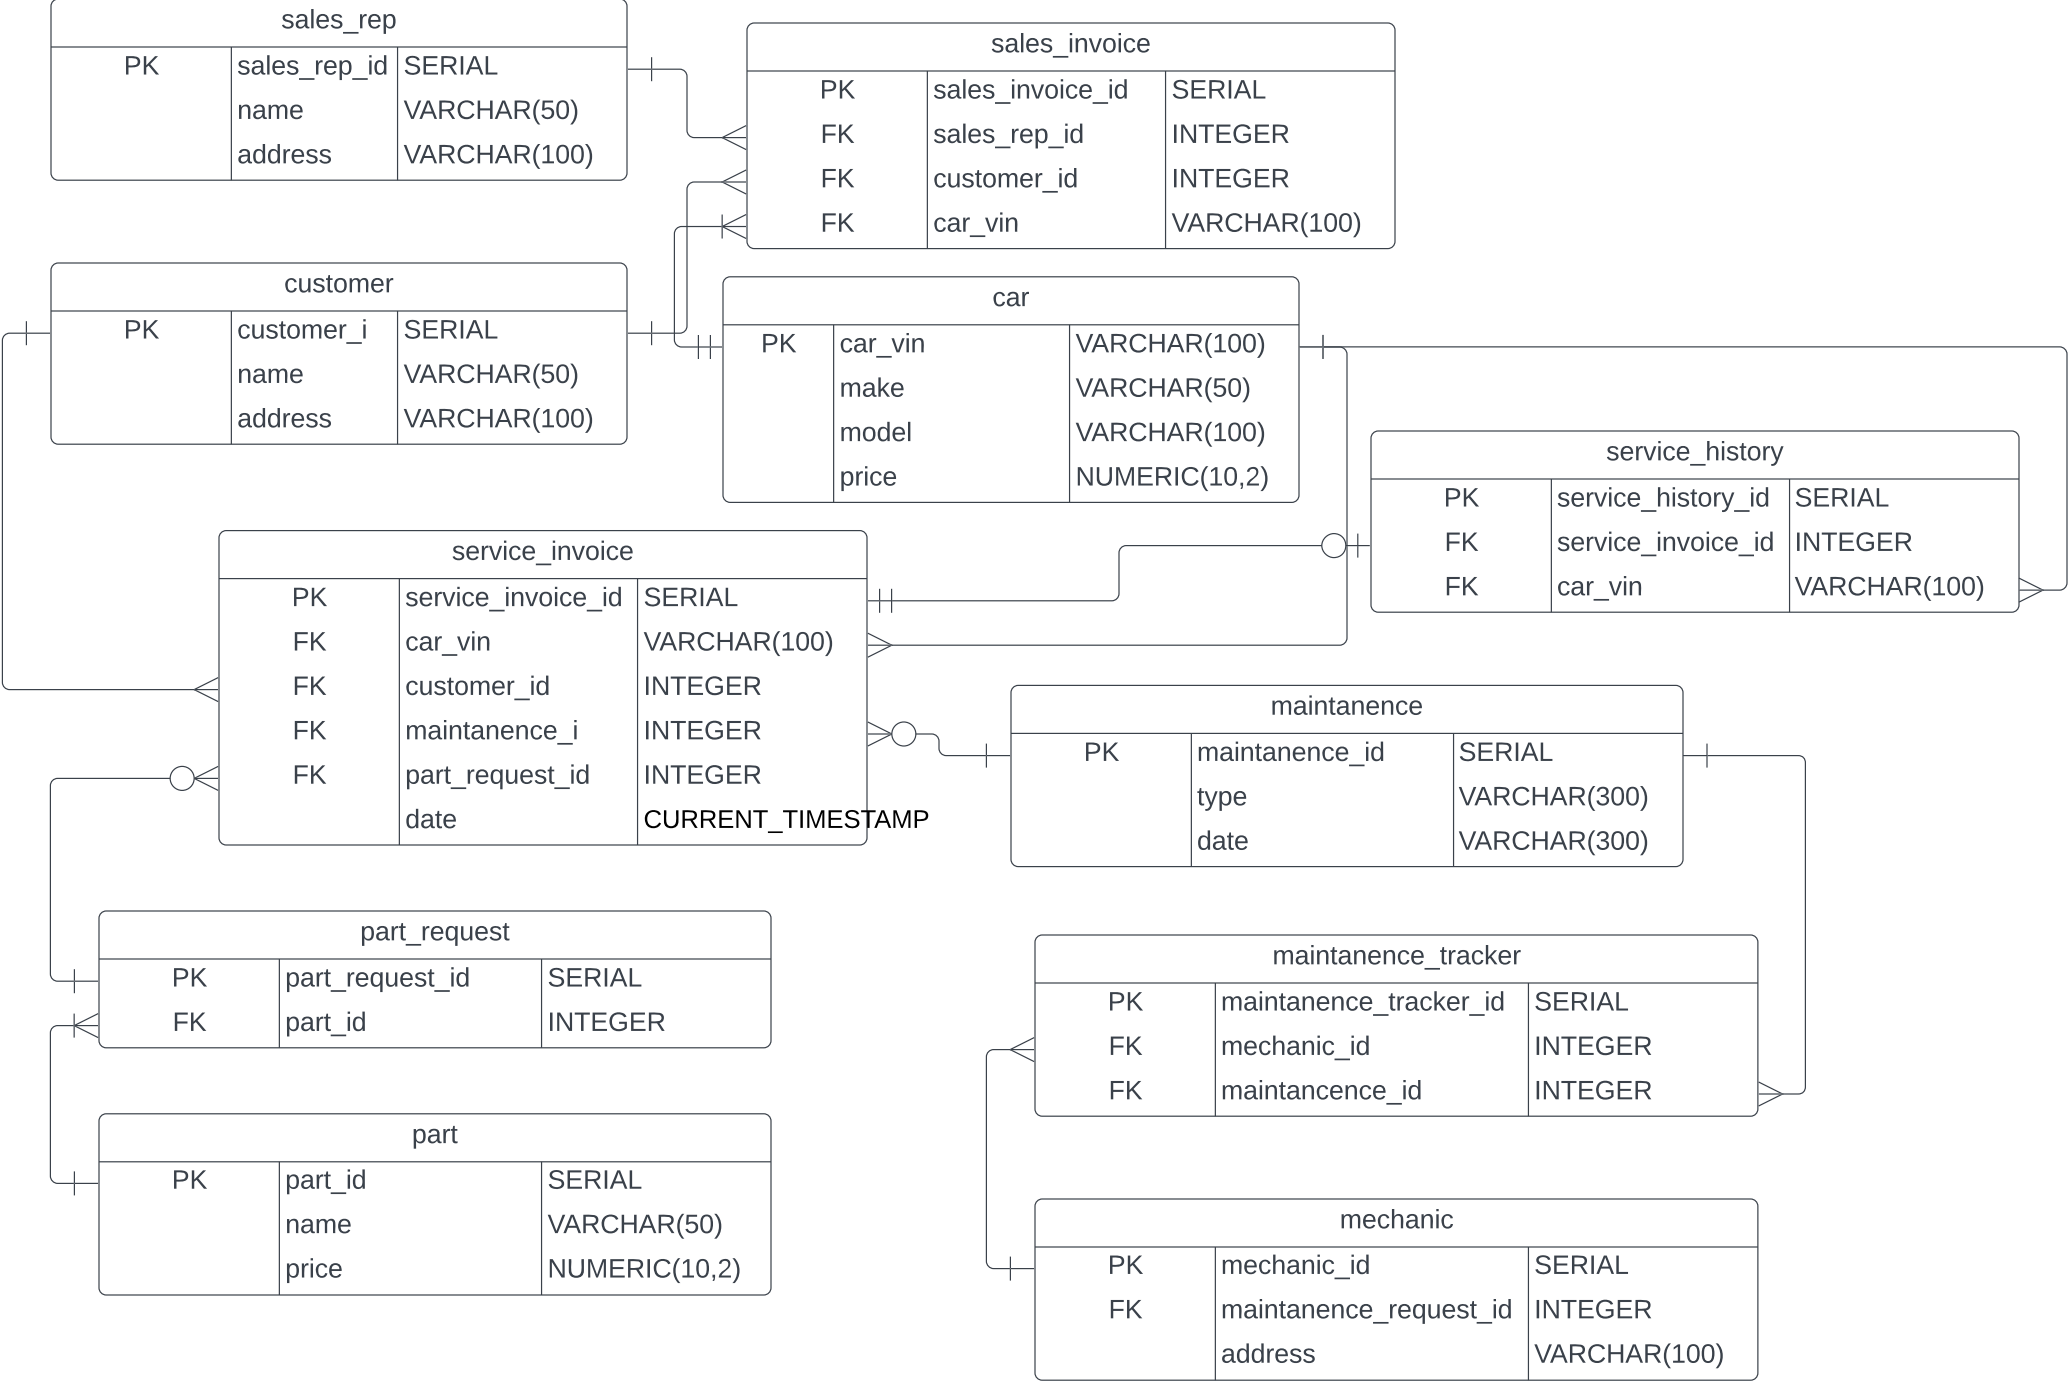 sales_rep
PK sales_rep_id SERIAL
name VARCHAR(50)
address VARCHAR(100)
sales_invoice
PK sales_invoice_id SERIAL
FK sales_rep_id INTEGER
FK customer_id INTEGER
FK car_vin VARCHAR(100)
customer
PK customer_i SERIAL
name VARCHAR(50)
address VARCHAR(100)
car
PK car_vin VARCHAR(100)
make VARCHAR(50)
model VARCHAR(100)
price NUMERIC(10,2)
service_history
PK service_history_id SERIAL
FK service_invoice_id INTEGER
FK car_vin VARCHAR(100)
service_invoice
PK service_invoice_id SERIAL
FK car_vin VARCHAR(100)
FK customer_id INTEGER
FK maintanence_i INTEGER
FK part_request_id INTEGER
date CURRENT_TIMESTAMP
maintanence
PK maintanence_id SERIAL
type VARCHAR(300)
date VARCHAR(300)
part_request
PK part_request_id SERIAL
FK part_id INTEGER
maintanence_tracker
PK maintanence_tracker_id SERIAL
FK mechanic_id INTEGER
FK maintancence_id INTEGER
part
PK part_id SERIAL
name VARCHAR(50)
price NUMERIC(10,2)
mechanic
PK mechanic_id SERIAL
FK maintanence_request_id INTEGER
address VARCHAR(100)